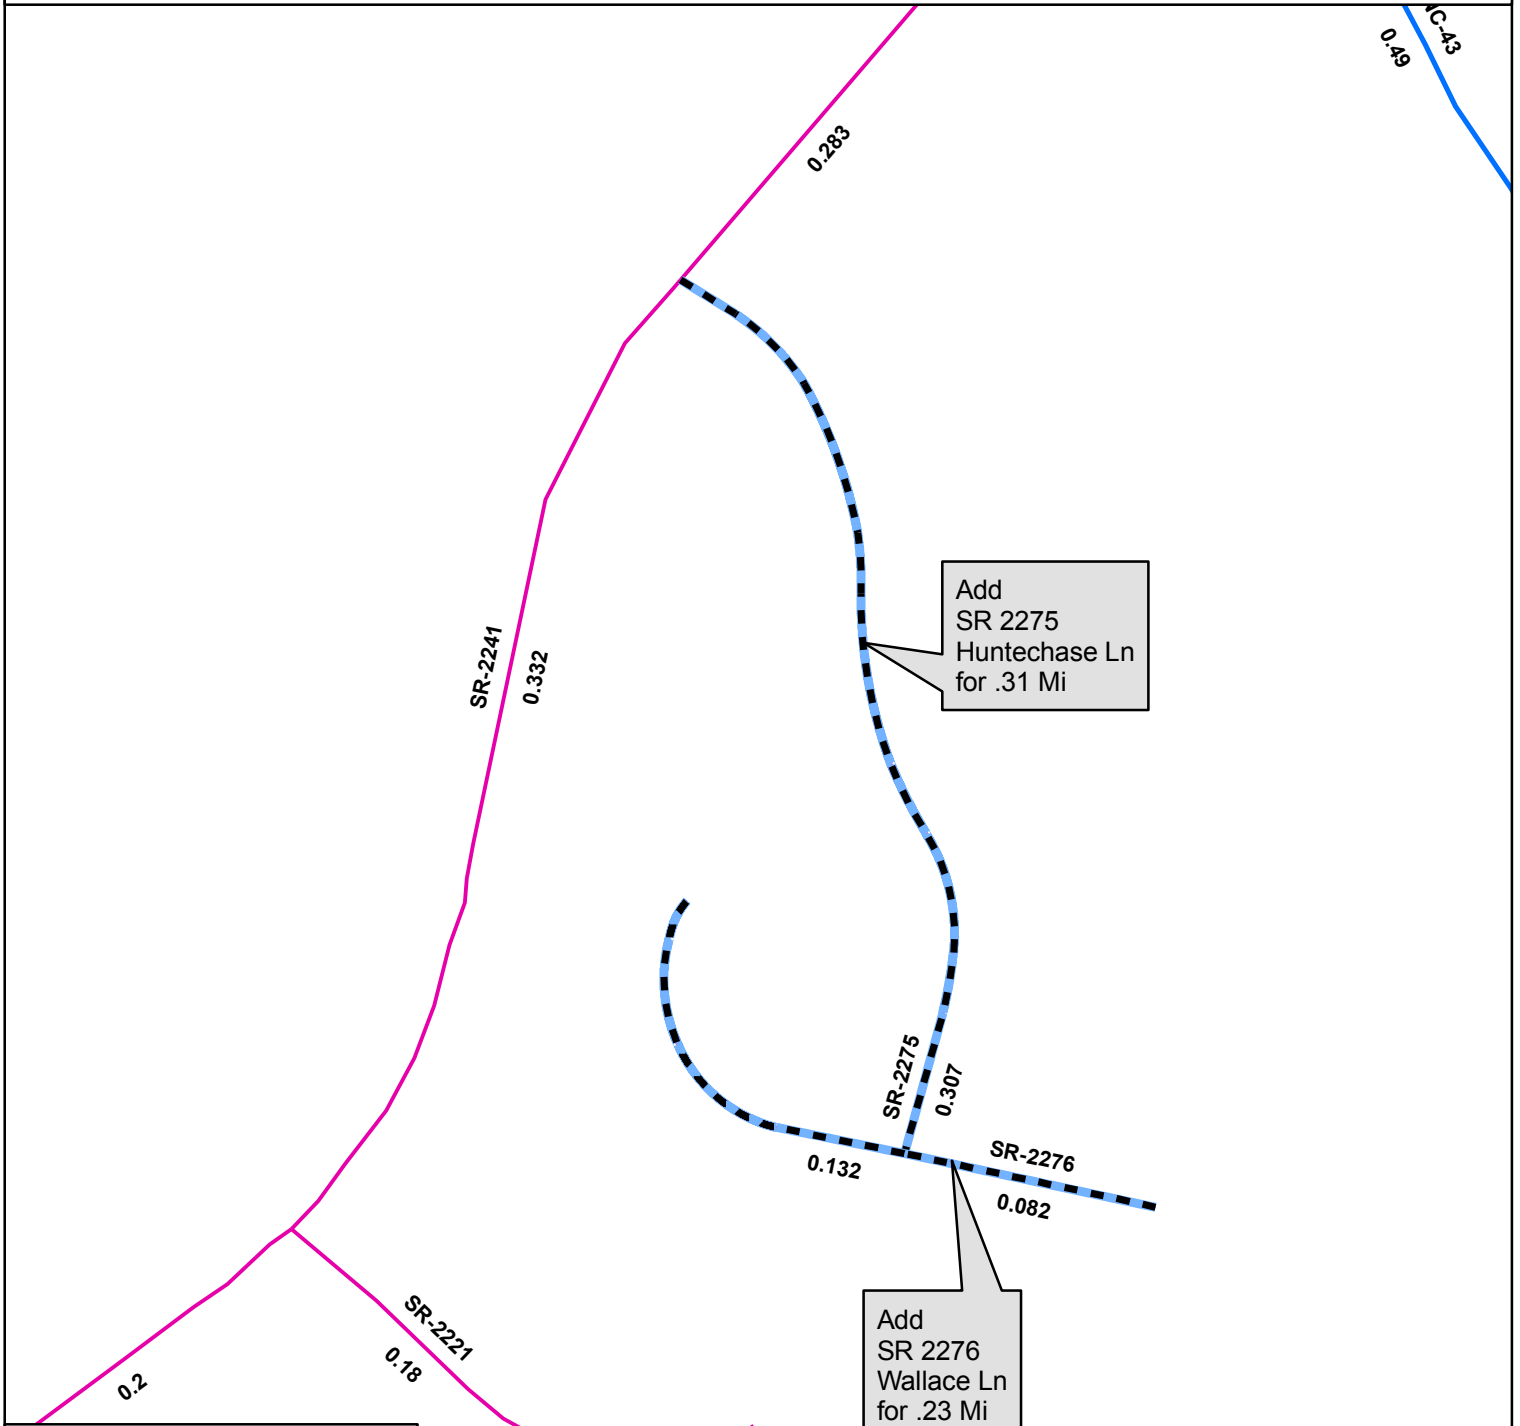 NC-43
0.49
0.283
Add
SR 2275
Huntechase Ln
for .31 Mi
SR-2241
0.332
SR-2275
0.307
SR-2276
0.132
0.082
Add
SR 2276
Wallace Ln
for .23 Mi
SR-2221
0.18
0.2